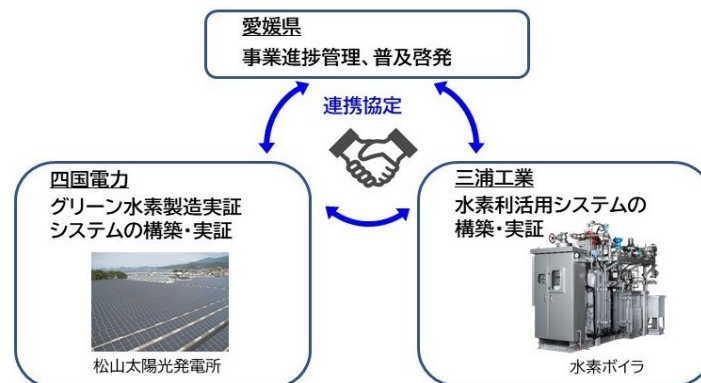 愛媛県
事業進捗管理、普及啓発
連携協定
四国電力
グリーン水素製造実証
システムの構築・実証
松山太陽光発電所
三浦工業
水素利活用システムの
構築・実証
水素ボイラ